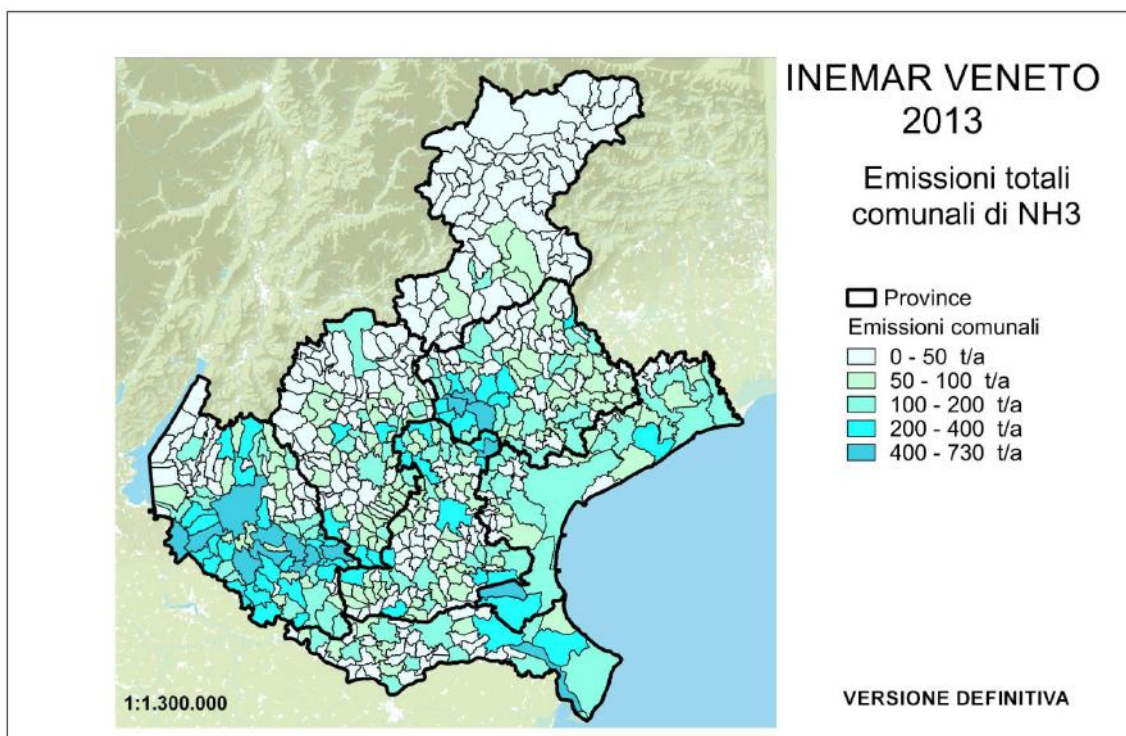 INEMAR VENETO
2013
Emissioni totali
comunali di NH3
Province
Emissioni comunali
0 - 50 t/a
50 - 100 t/a
100 - 200 t/a
200 - 400 t/a
400 - 730 t/a
1:1.300.000
VERSIONE DEFINITIVA